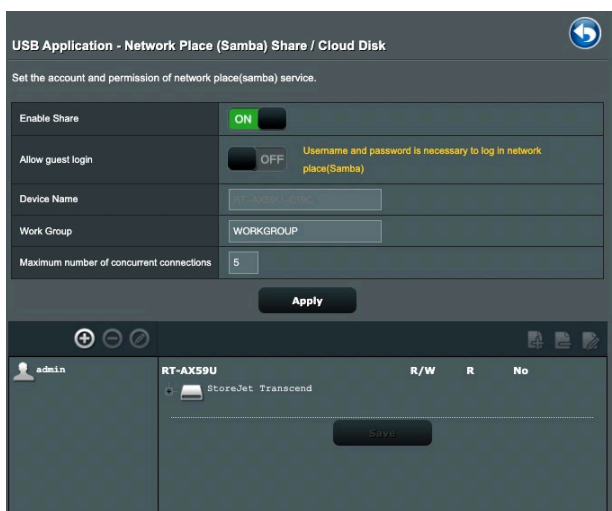 USB Application - Network Place (Samba) Share / Cloud Disk
Set the account and permission of network place(samba) service.
Enable Share
ON
Allow guest login
OFF
Username and password is necessary to log in network
place(Samba)
Device Name
Work Group
WORKGROUP
Maximum number of concurrent connections
5
Apply
admin
RT-AX59U
R/W
R
No
StoreJet Transcend
Save